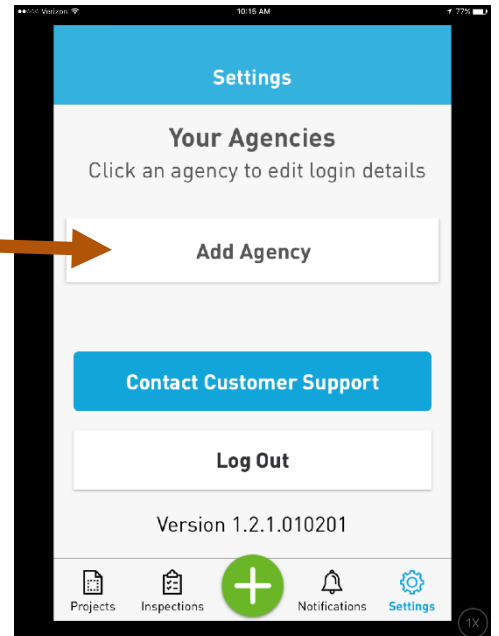 Verizon
10:15 AM
77%
Settings
Your Agencies
Click an agency to edit login details
Add Agency
Contact Customer Support
Log Out
Version 1.2.1.010201
Projects
Inspections
Notifications
Settings
1X